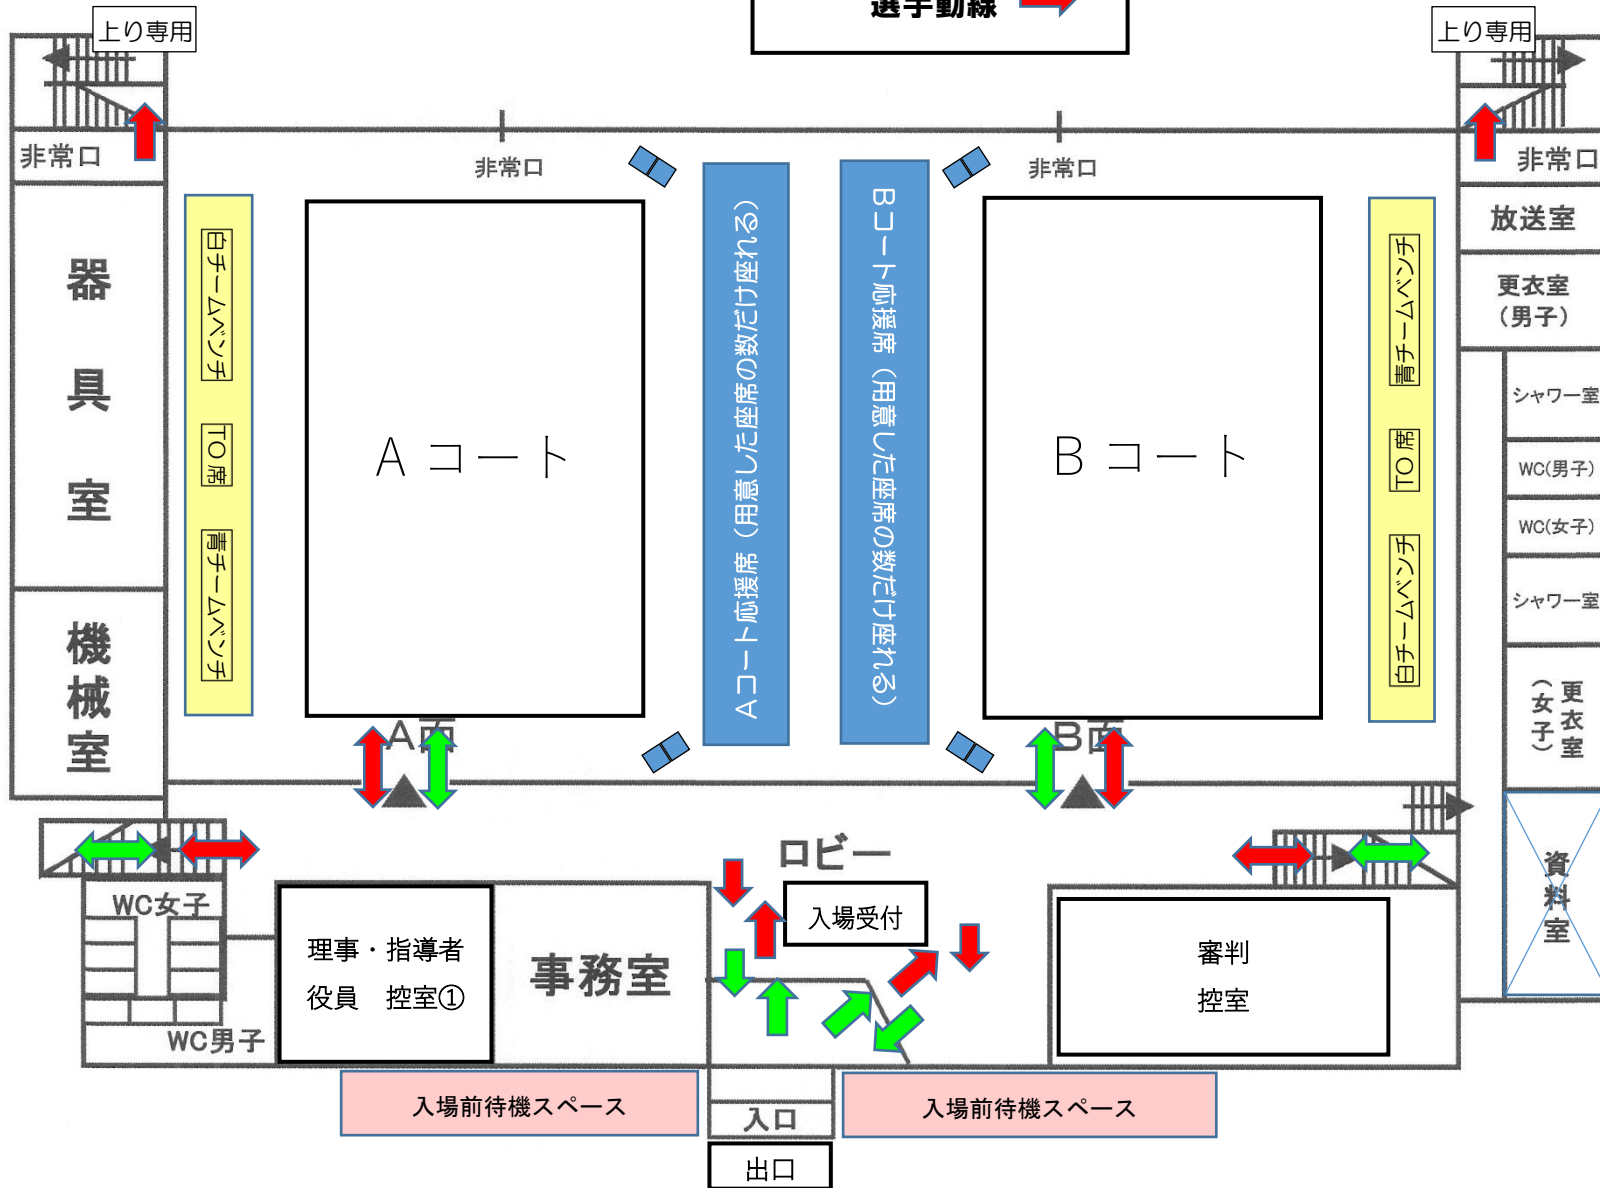 選手動線
上り専用
上り専用
非常口
非常口
非常口
非常口
器具室
機械室
白チームベンチ
TO席
青チームベンチ
Aコート
Aコート応援席（用意した座席の数だけ座れる）
Bコート応援席（用意した座席の数だけ座れる）
Bコート
青チームベンチ
TO席
白チームベンチ
放送室
更衣室
（男子）
シャワー室
WC(男子)
WC(女子)
シャワー室
更衣室
（女子）
資料室
A面
B面
ロビー
入場受付
WC女子
WC男子
理事・指導者
役員　控室①
事務室
審判
控室
入場前待機スペース
入場前待機スペース
入口
出口